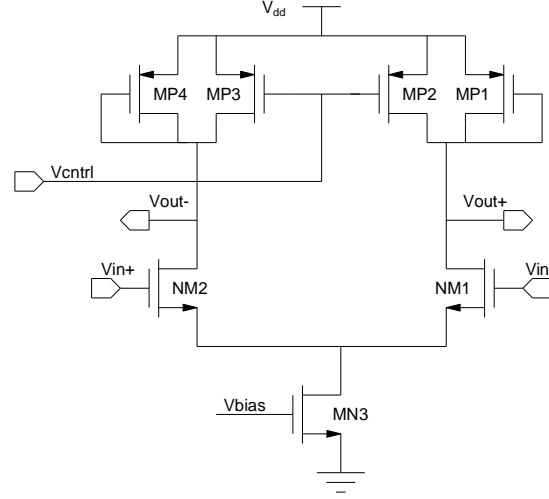 Vdd
MP4 MP3 MP2 MP1
Vcntrl
Vout- Vout+
Vin+ Vin
NM2 NM1
Vbias MN3